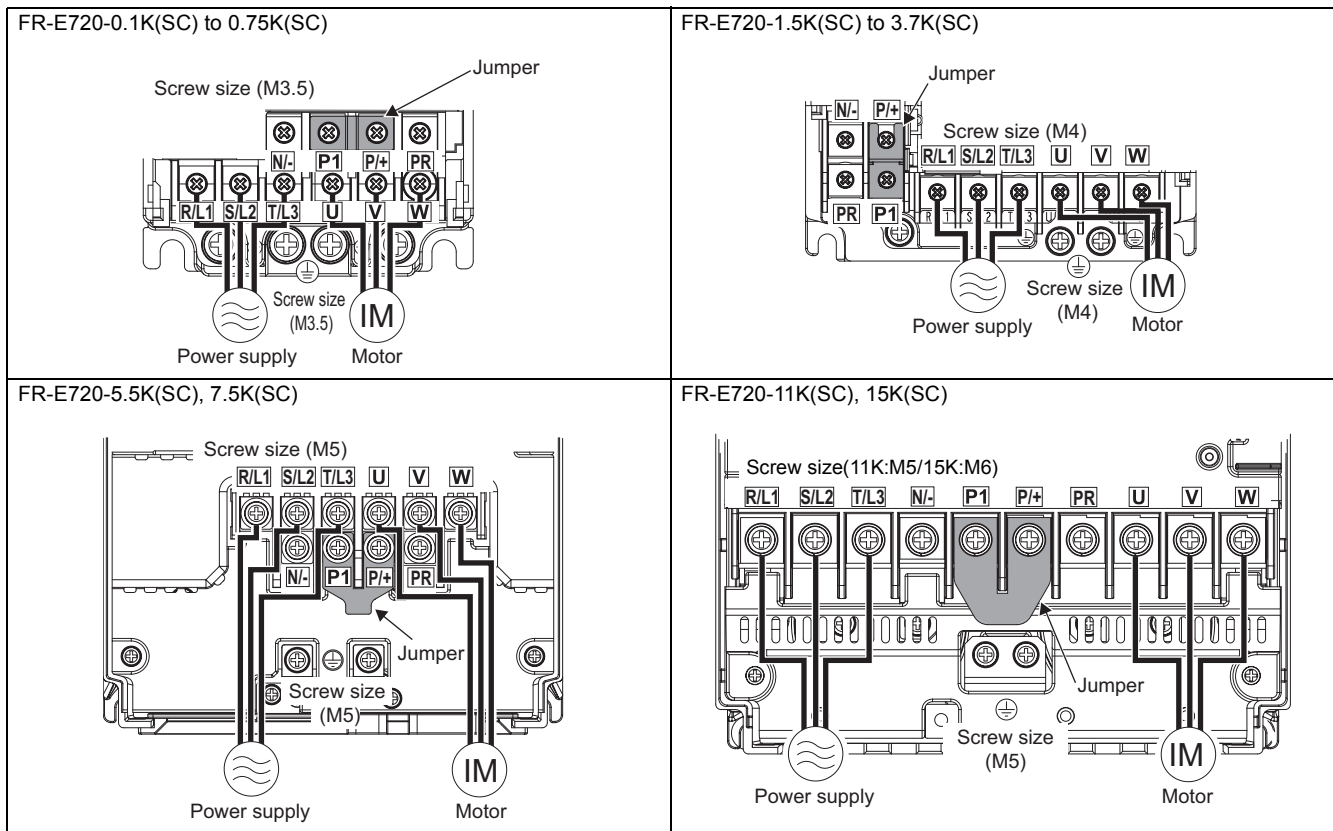 FR-E720-0.1K(SC) to 0.75K(SC)
Jumper
Screw size (M3.5)
N/- P1 P/+ PR
R/L1 S/L2 T/L3 U V W
Screw size
(M3.5)
IM
Power supply Motor
FR-E720-1.5K(SC) to 3.7K(SC)
Jumper
N/- P/+
Screw size (M4)
R/L1 S/L2 T/L3 U V W
PR P1
Screw size
(M4)
IM
Power supply Motor
FR-E720-5.5K(SC), 7.5K(SC)
Screw size (M5)
R/L1 S/L2 T/L3 U V W
N/- P1 P/+ PR
Jumper
Screw size
(M5)
IM
Power supply Motor
FR-E720-11K(SC), 15K(SC)
Screw size(11K:M5/15K:M6)
R/L1 S/L2 T/L3 N/- P1 P/+ PR U V W
Jumper
Screw size
(M5)
IM
Power supply Motor